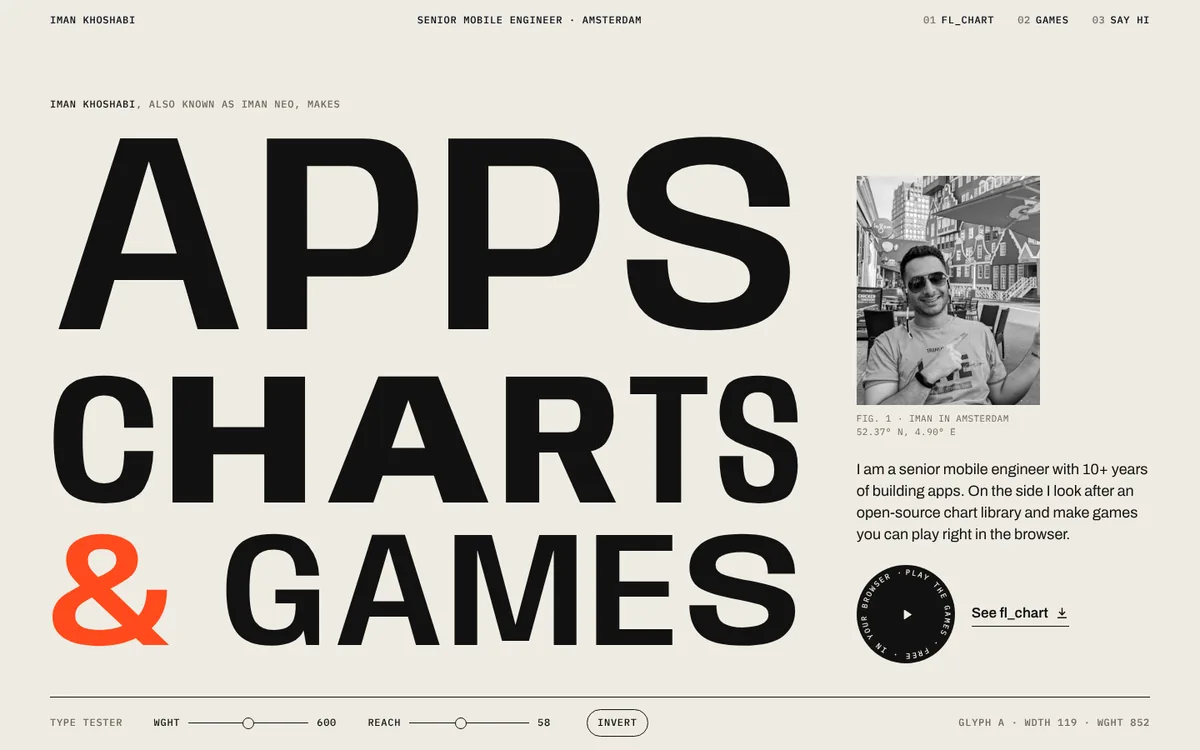 IMAN KHOSHABI
SENIOR MOBILE ENGINEER · AMSTERDAM
01 FL_CHART 02 GAMES 03 SAY HI
IMAN KHOSHABI, ALSO KNOWN AS IMAN NEO, MAKES
APPS
CHARTS
& GAMES
FIG. 1 · IMAN IN AMSTERDAM
52.37° N, 4.90° E
I am a senior mobile engineer with 10+ years
of building apps. On the side I look after an
open-source chart library and make games
you can play right in the browser.
PLAY THE GAMES · FREE · IN YOUR BROWSER ·
See fl_chart
TYPE TESTER WGHT 600 REACH 58 INVERT
GLYPH A · WDTH 119 · WGHT 852